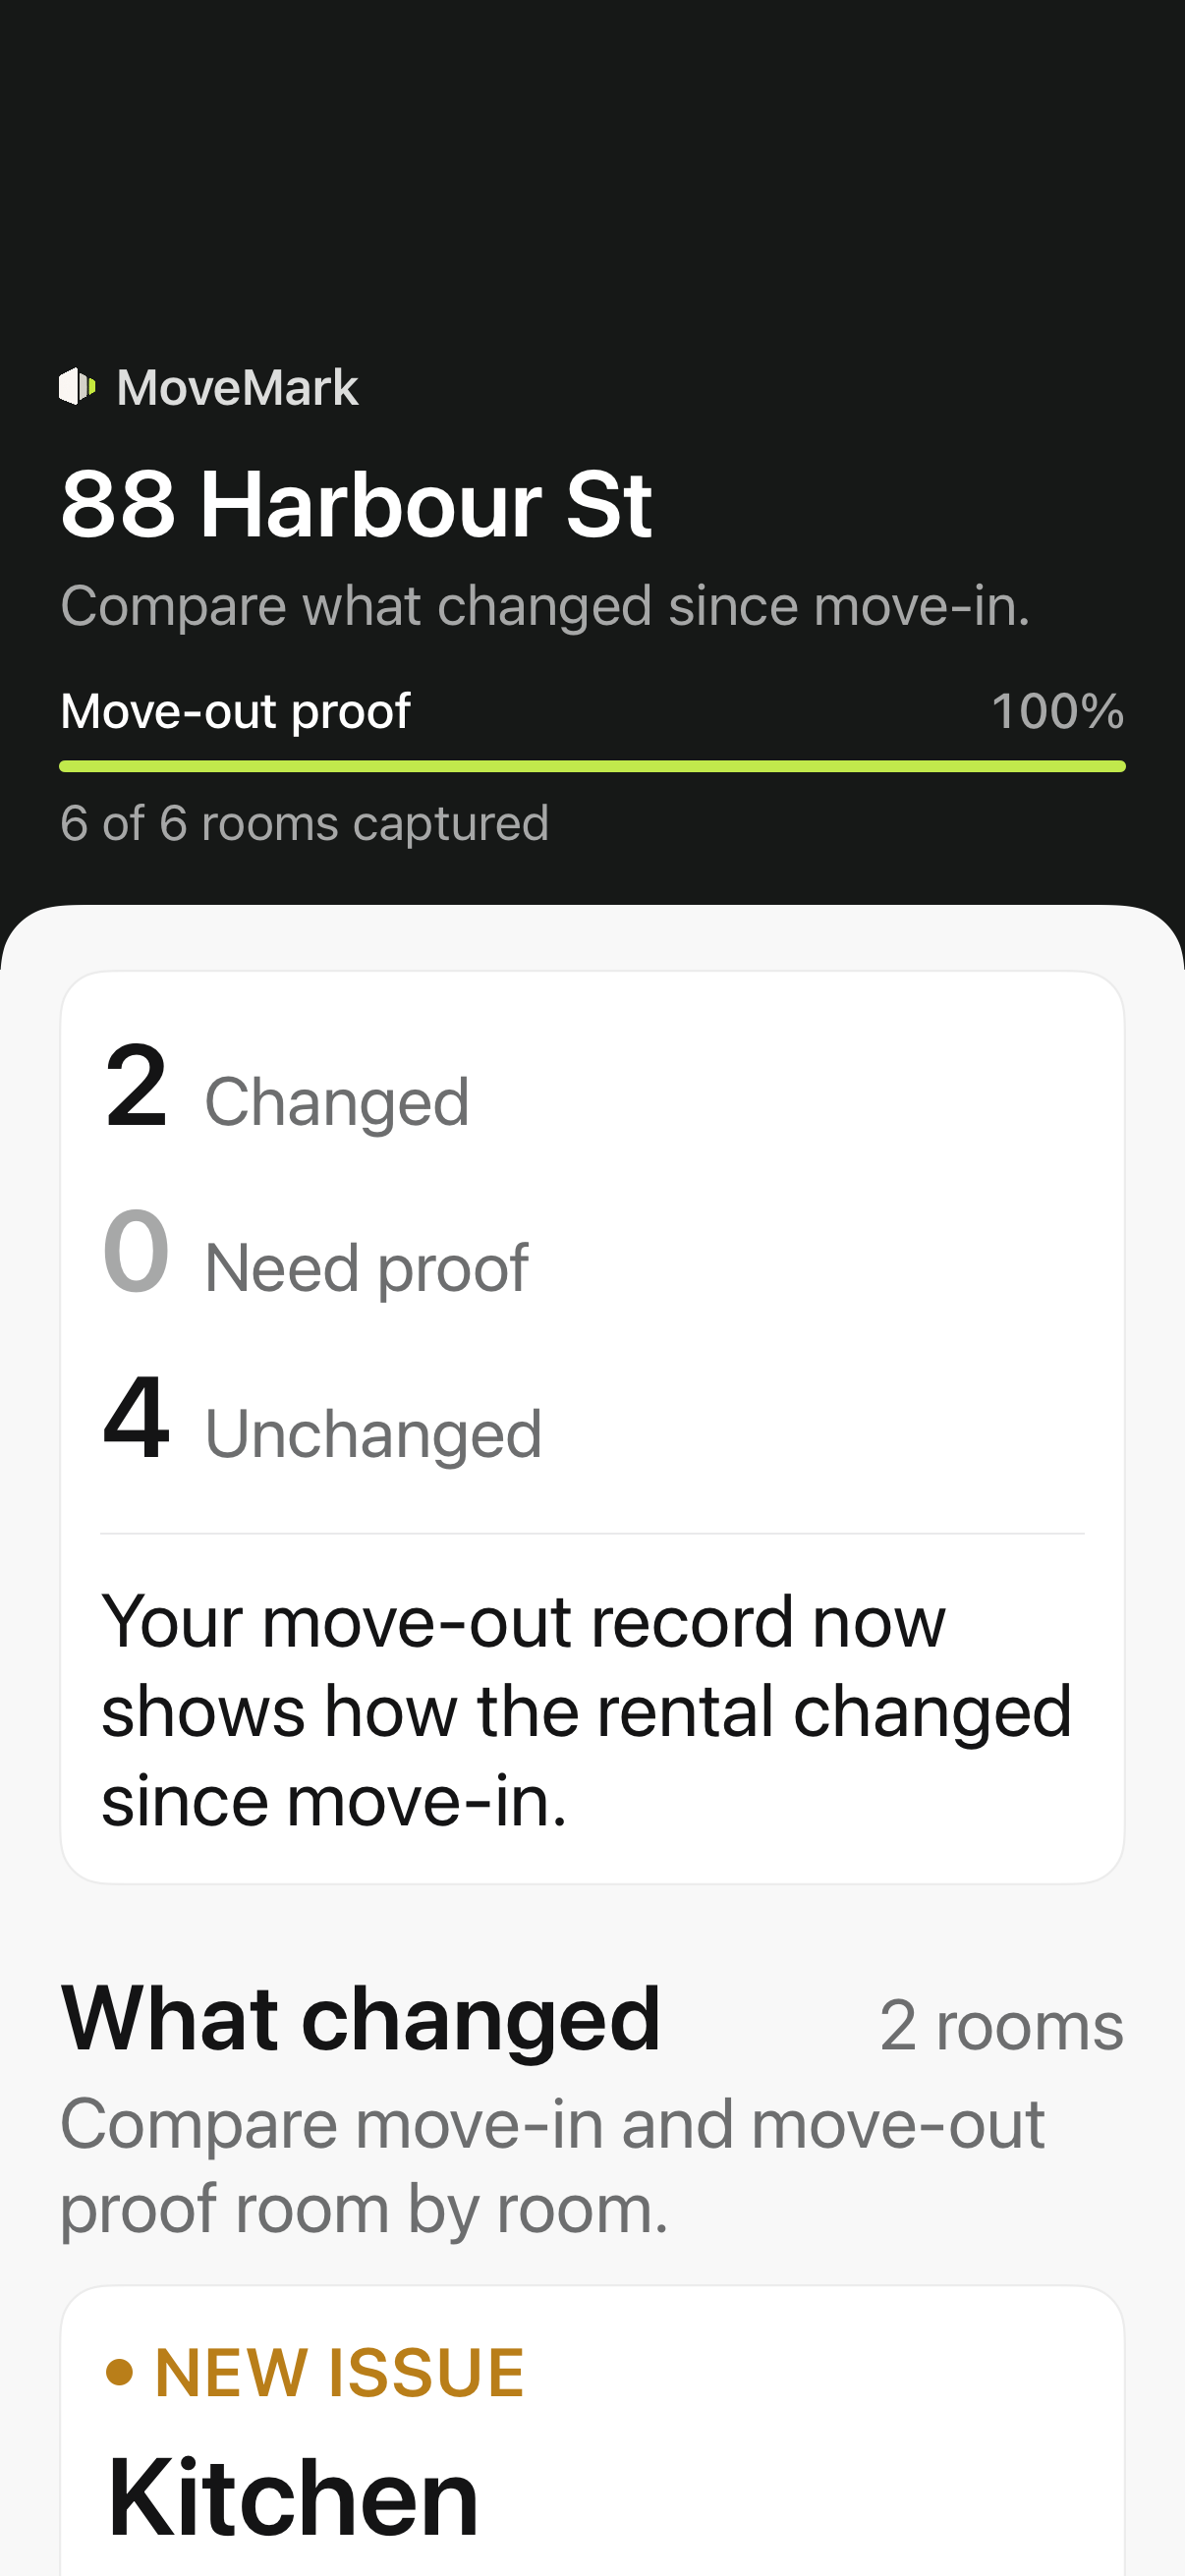 MoveMark
88 Harbour St
Compare what changed since move-in.
Move-out proof 100%
6 of 6 rooms captured
2 Changed
0 Need proof
4 Unchanged
Your move-out record now
shows how the rental changed
since move-in.
What changed 2 rooms
Compare move-in and move-out
proof room by room.
NEW ISSUE
Kitchen